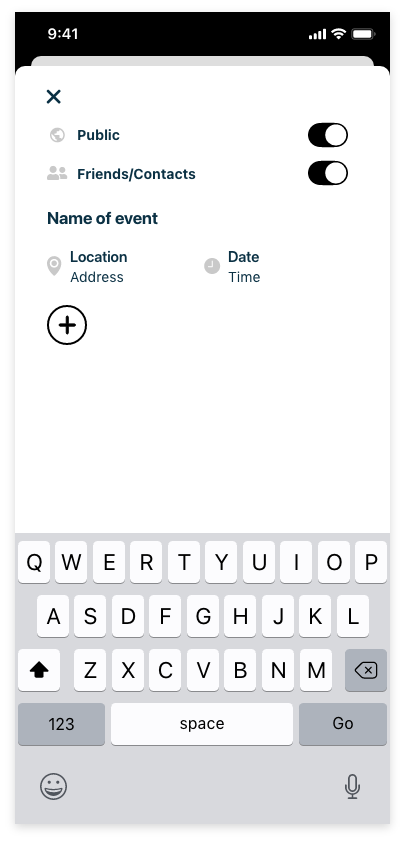 9:41
Public
Friends/Contacts
Name of event
Location Date
Address Time
Q W E R T Y U I O P
A S D F G H J K L
Z X C V B N M
123 space Go